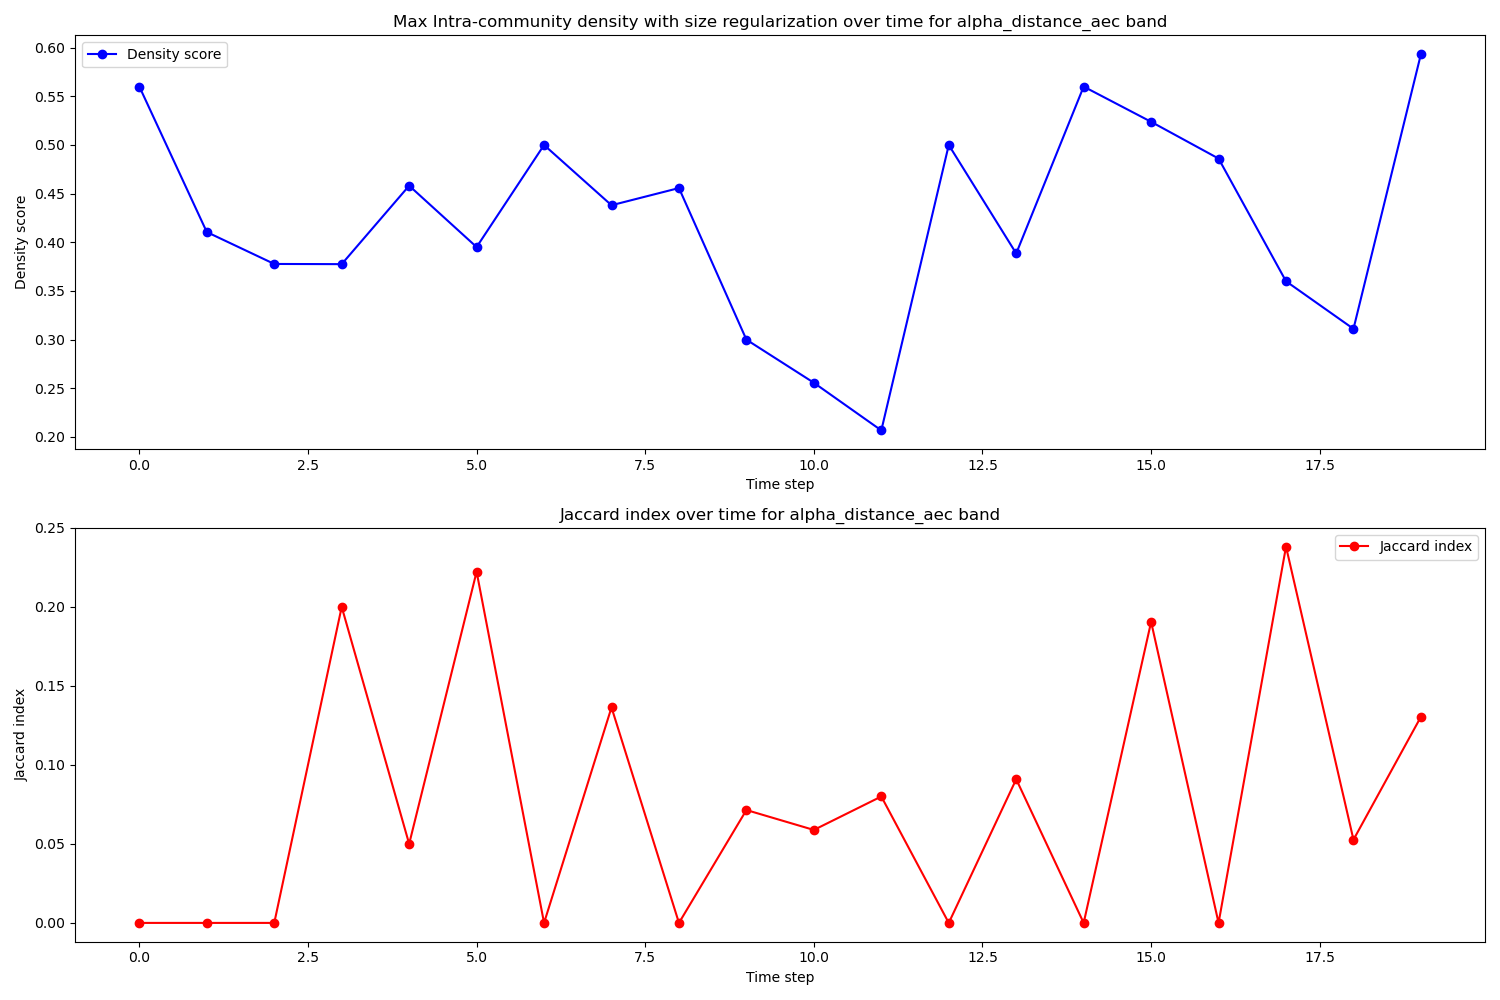 Max Intra-community density with size regularization over time for alpha_distance_aec band
Density score
0.60
0.55
0.50
0.45
0.40
0.35
0.30
0.25
0.20
Density score
0.0 2.5 5.0 7.5 10.0 12.5 15.0 17.5
Time step
Jaccard index over time for alpha_distance_aec band
Jaccard index
0.25
0.20
0.15
0.10
0.05
0.00
Jaccard index
0.0 2.5 5.0 7.5 10.0 12.5 15.0 17.5
Time step